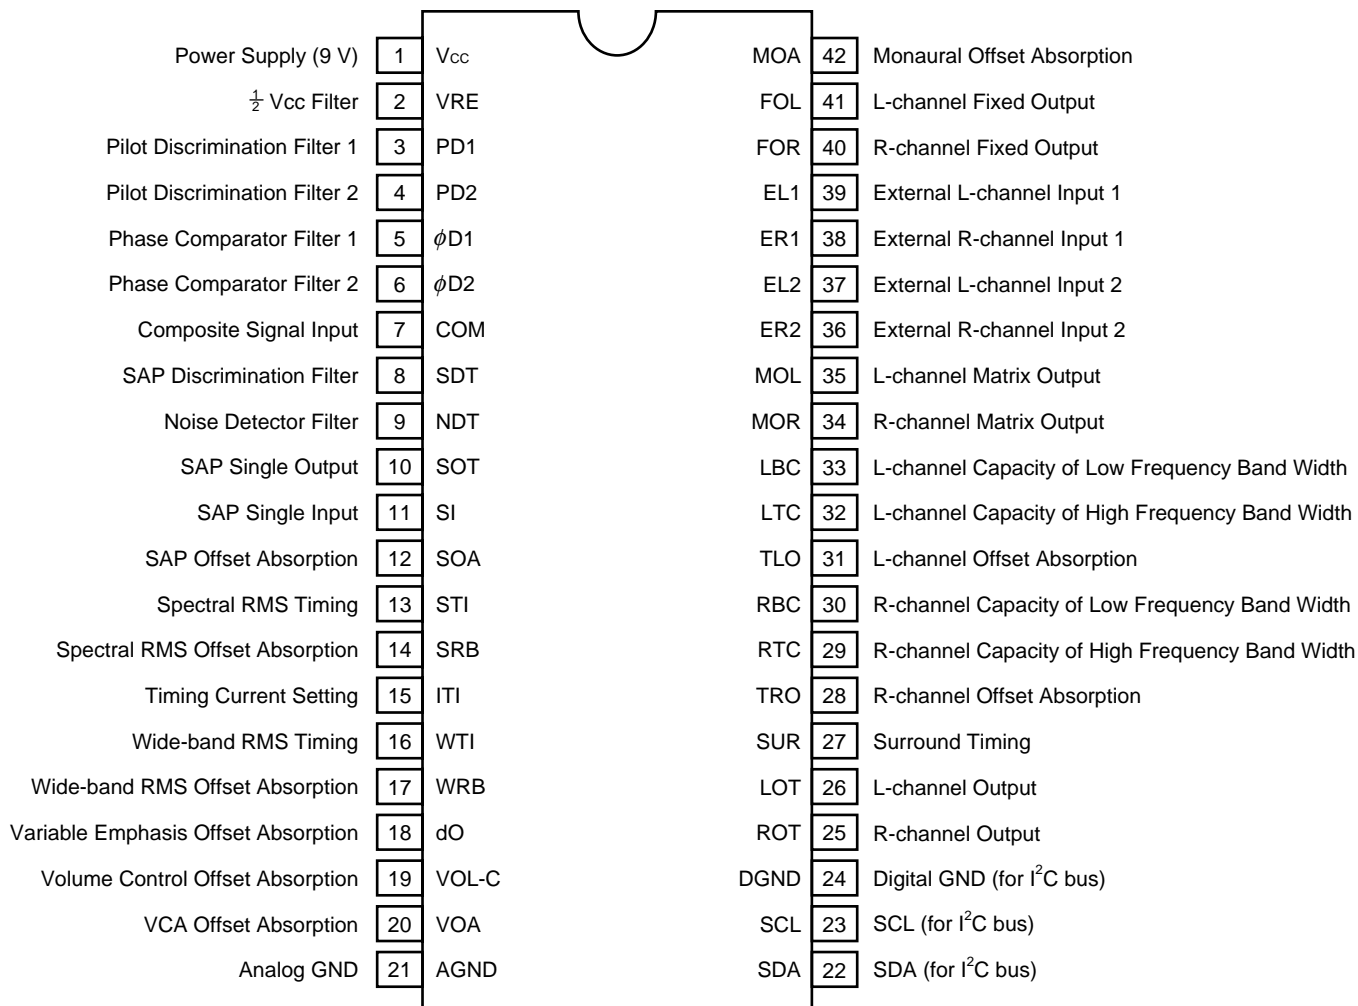 Power Supply (9 V) 1 Vcc MOA 42 Monaural Offset Absorption
½ Vcc Filter 2 VRE FOL 41 L-channel Fixed Output
Pilot Discrimination Filter 1 3 PD1 FOR 40 R-channel Fixed Output
Pilot Discrimination Filter 2 4 PD2 EL1 39 External L-channel Input 1
Phase Comparator Filter 1 5 ϕD1 ER1 38 External R-channel Input 1
Phase Comparator Filter 2 6 ϕD2 EL2 37 External L-channel Input 2
Composite Signal Input 7 COM ER2 36 External R-channel Input 2
SAP Discrimination Filter 8 SDT MOL 35 L-channel Matrix Output
Noise Detector Filter 9 NDT MOR 34 R-channel Matrix Output
SAP Single Output 10 SOT LBC 33 L-channel Capacity of Low Frequency Band Width
SAP Single Input 11 SI LTC 32 L-channel Capacity of High Frequency Band Width
SAP Offset Absorption 12 SOA TLO 31 L-channel Offset Absorption
Spectral RMS Timing 13 STI RBC 30 R-channel Capacity of Low Frequency Band Width
Spectral RMS Offset Absorption 14 SRB RTC 29 R-channel Capacity of High Frequency Band Width
Timing Current Setting 15 ITI TRO 28 R-channel Offset Absorption
Wide-band RMS Timing 16 WTI SUR 27 Surround Timing
Wide-band RMS Offset Absorption 17 WRB LOT 26 L-channel Output
Variable Emphasis Offset Absorption 18 dO ROT 25 R-channel Output
Volume Control Offset Absorption 19 VOL-C DGND 24 Digital GND (for I²C bus)
VCA Offset Absorption 20 VOA SCL 23 SCL (for I²C bus)
Analog GND 21 AGND SDA 22 SDA (for I²C bus)